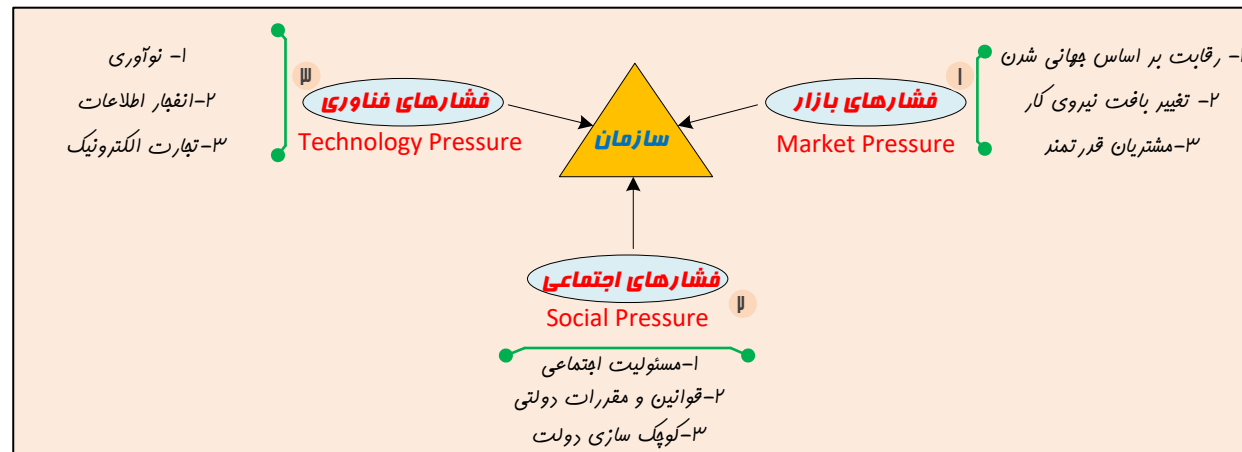 ۱- رقابت بر اساس جهانی شدن
۲- تغییر بافت نیروی کار
۳-مشتریان قدرتمند
۱
فشارهای بازار
Market Pressure
سازمان
۳
فشارهای فناوری
Technology Pressure
۱- نوآوری
۲-انفجار اطلاعات
۳-تجارت الکترونیک
فشارهای اجتماعی
۲
Social Pressure
۱-مسئولیت اجتماعی
۲-قوانین و مقررات دولتی
۳-کوچک سازی دولت